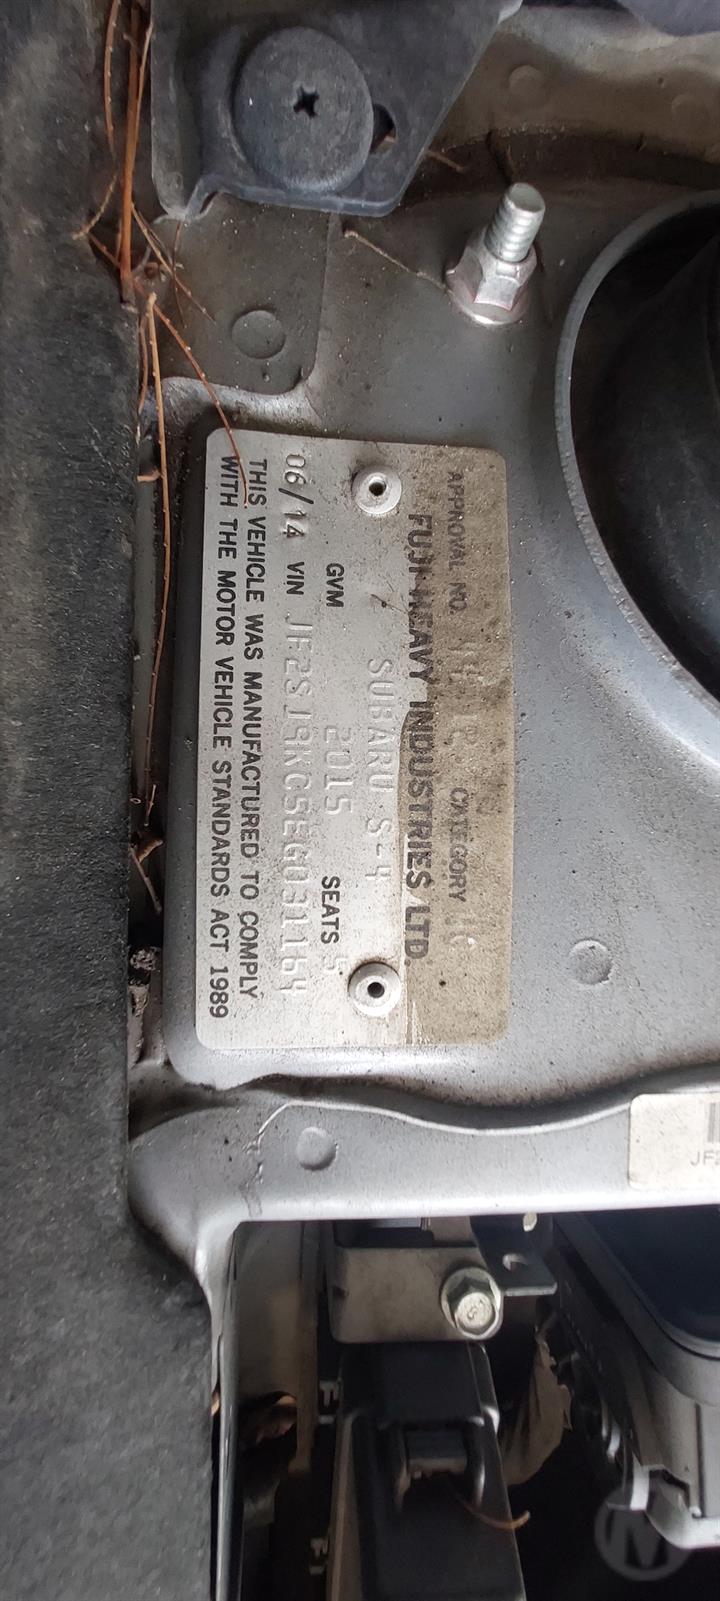 APPROVAL NO. CATEGORY
FUJI HEAVY INDUSTRIES LTD.
SUBARU S-4
GVM 2015 SEATS 5
06/14 VIN JF2SJ9KC5EG031164
THIS VEHICLE WAS MANUFACTURED TO COMPLY
WITH THE MOTOR VEHICLE STANDARDS ACT 1989